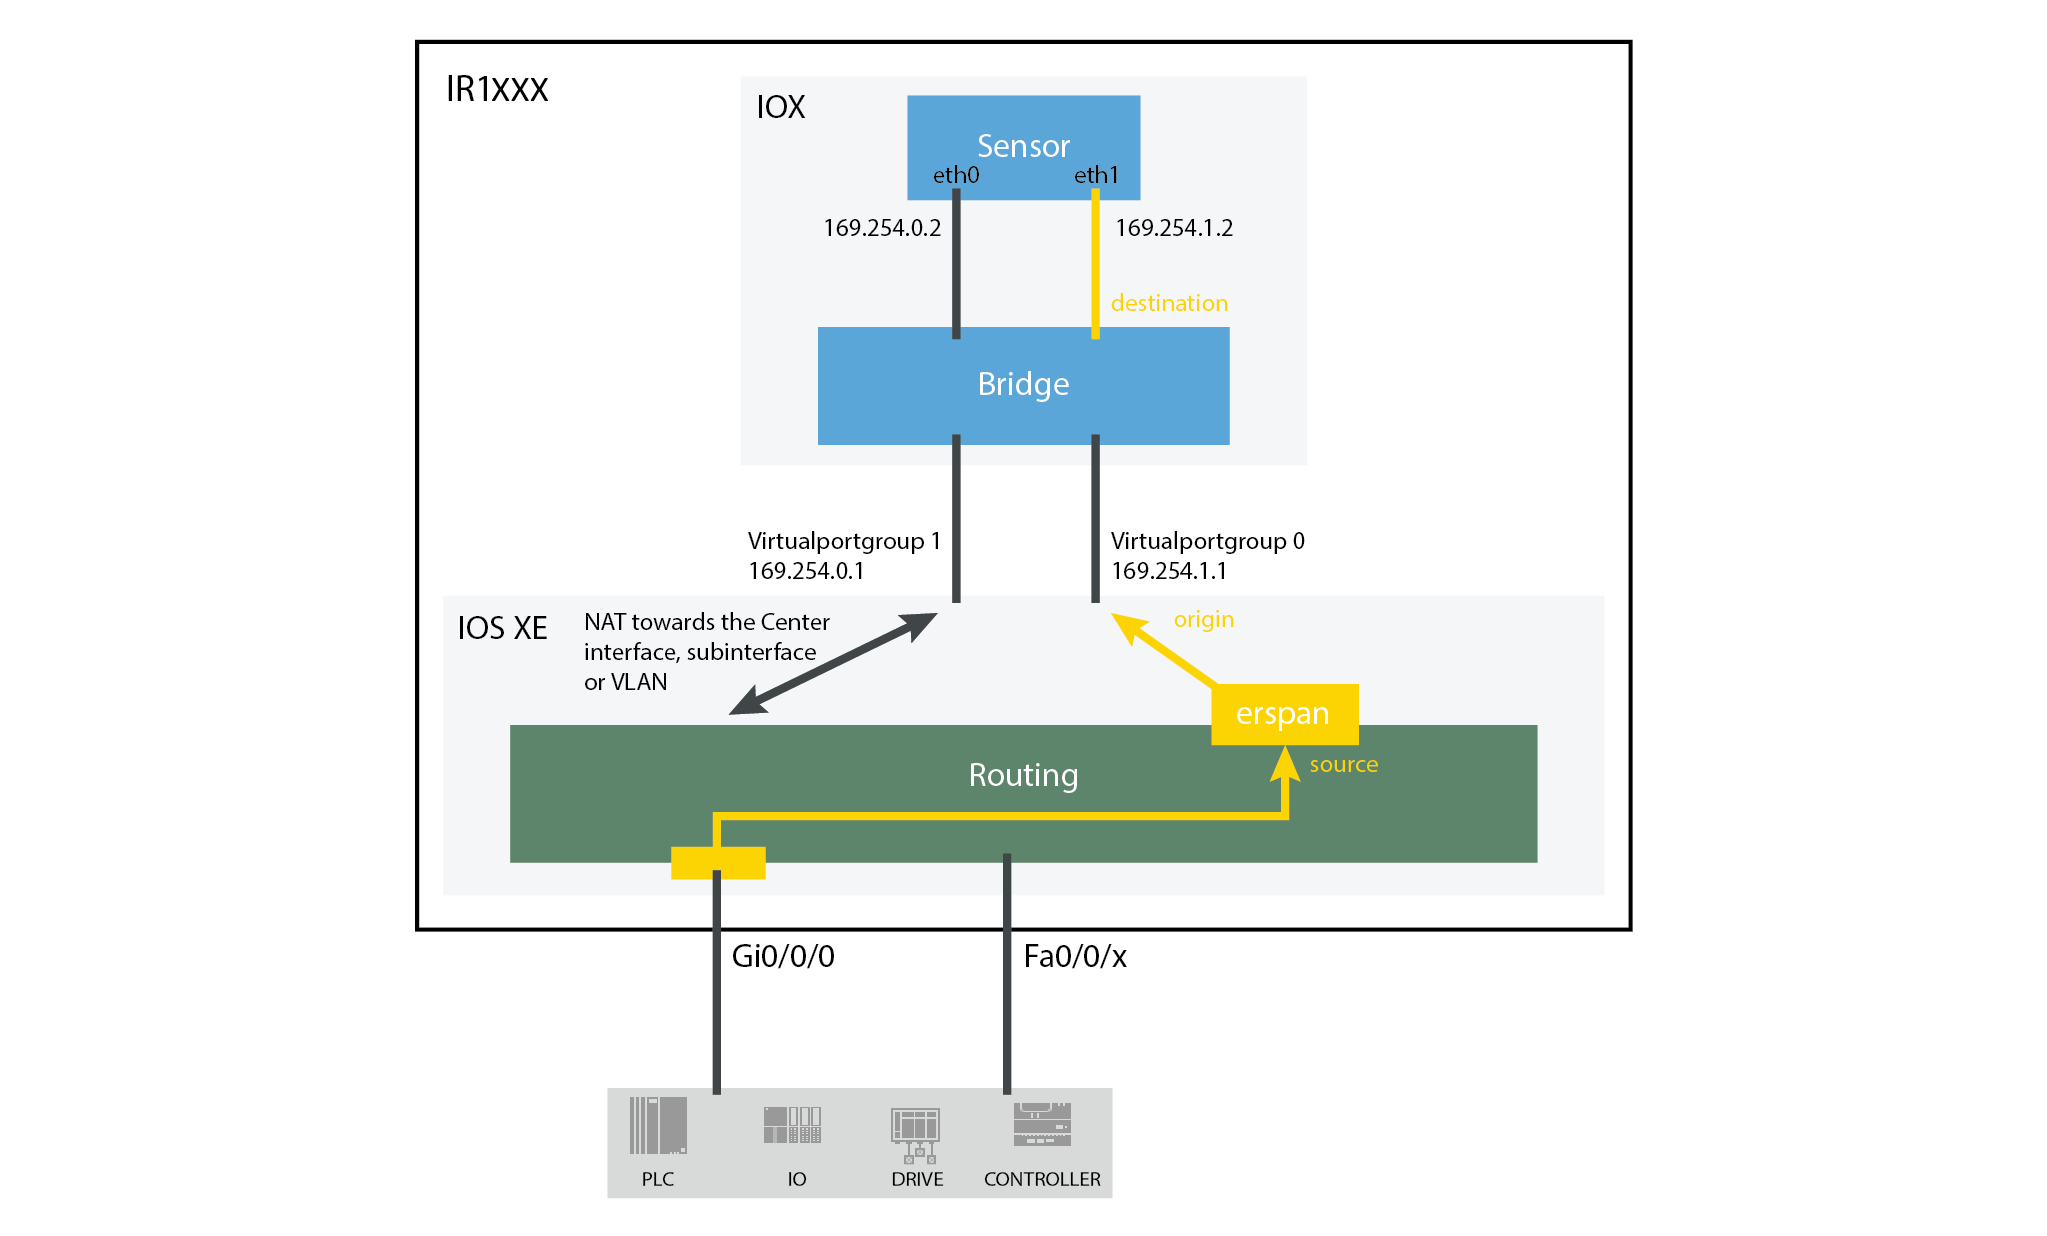 IR1XXX
IOX
Sensor
eth0
eth1
169.254.0.2
169.254.1.2
destination
Bridge
Virtualportgroup 1
169.254.0.1
Virtualportgroup 0
169.254.1.1
IOS XE
NAT towards the Center
interface, subinterface
or VLAN
origin
erspan
source
Routing
Gi0/0/0
Fa0/0/x
PLC
IO
DRIVE
CONTROLLER